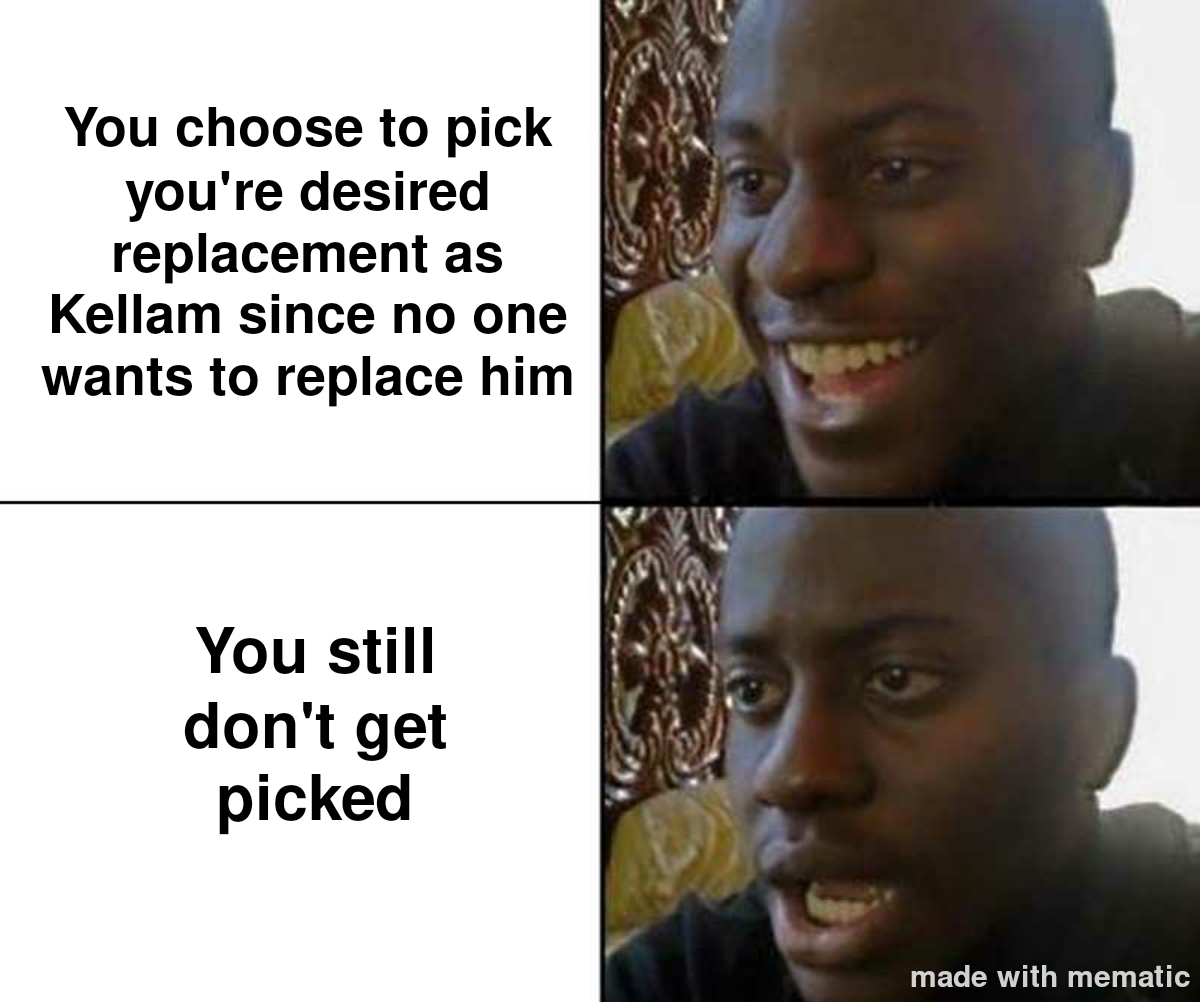 You choose to pick
you're desired
replacement as
Kellam since no one
wants to replace him
You still
don't get
picked
made with mematic